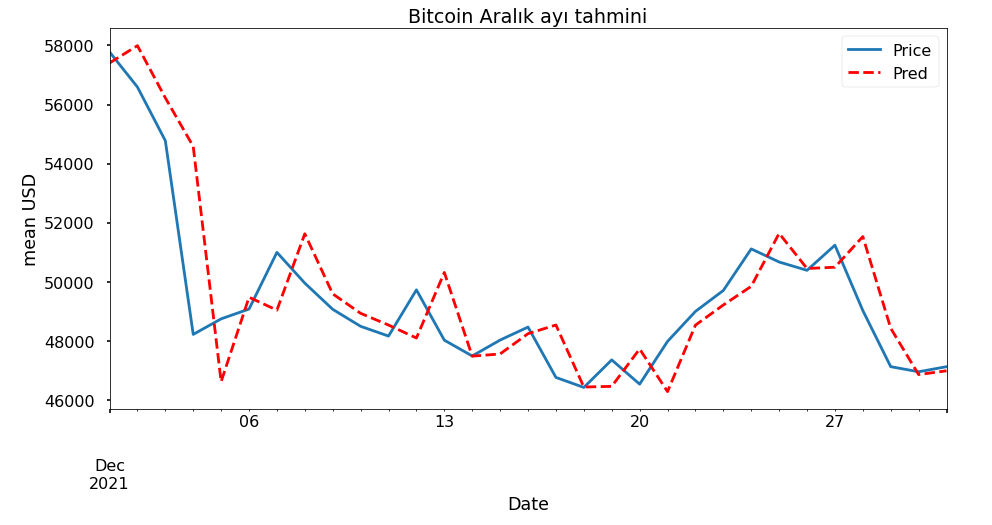 Bitcoin Aralık ayı tahmini
Price
Pred
mean USD
58000
56000
54000
52000
50000
48000
46000
06
13
20
27
Dec
2021
Date